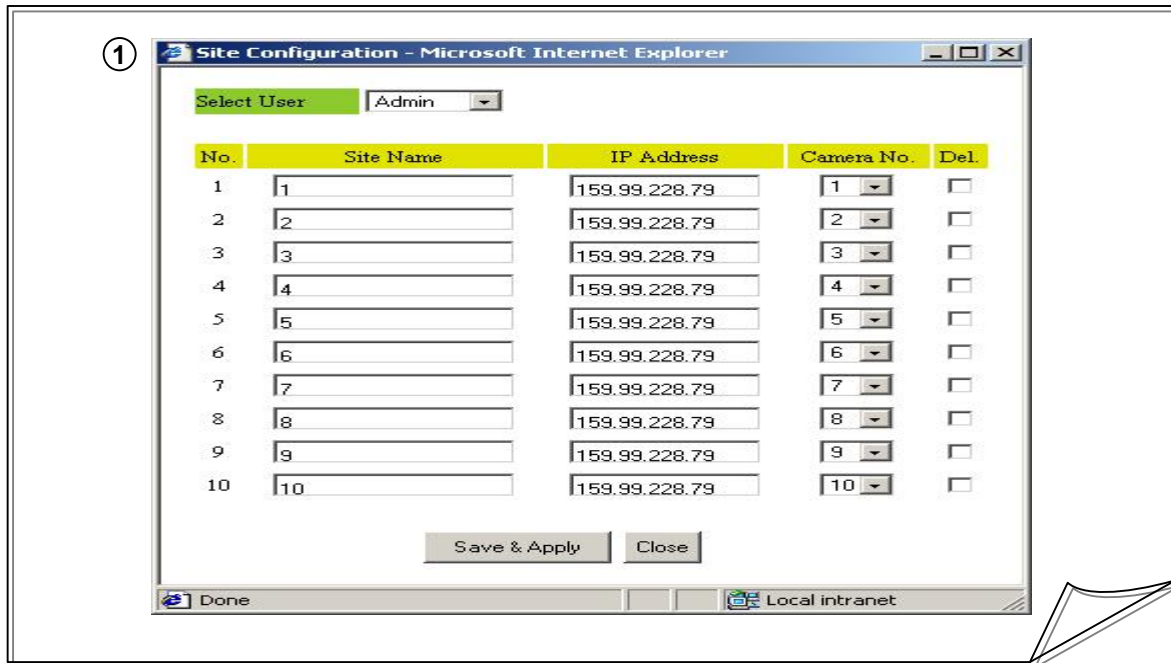 ①
Site Configuration - Microsoft Internet Explorer
Select User Admin
No. Site Name IP Address Camera No. Del.
1 1 159.99.228.79 1
2 2 159.99.228.79 2
3 3 159.99.228.79 3
4 4 159.99.228.79 4
5 5 159.99.228.79 5
6 6 159.99.228.79 6
7 7 159.99.228.79 7
8 8 159.99.228.79 8
9 9 159.99.228.79 9
10 10 159.99.228.79 10
Save & Apply Close
Done Local intranet